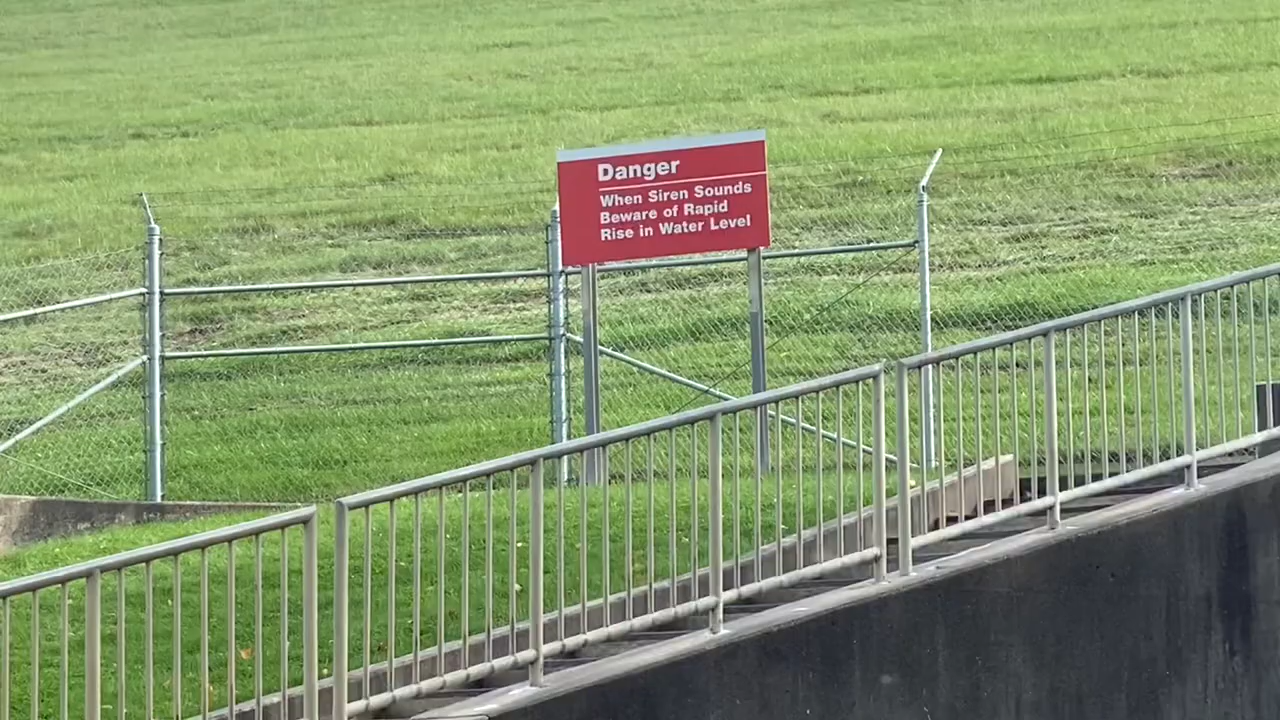 Danger
When Siren Sounds
Beware of Rapid
Rise in Water Level